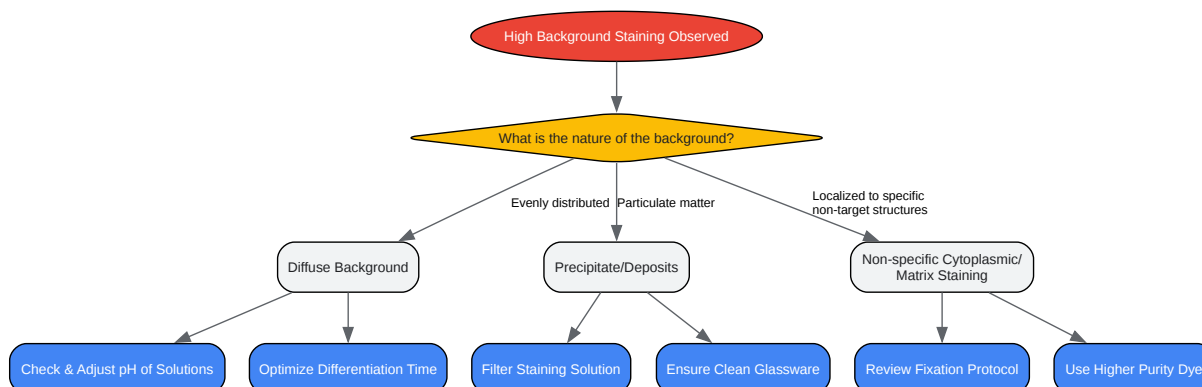 High Background Staining Observed
What is the nature of the background?
Evenly distributed
Particulate matter
Localized to specific
non-target structures
Diffuse Background
Precipitate/Deposits
Non-specific Cytoplasmic/
Matrix Staining
Check & Adjust pH of Solutions
Optimize Differentiation Time
Filter Staining Solution
Ensure Clean Glassware
Review Fixation Protocol
Use Higher Purity Dye